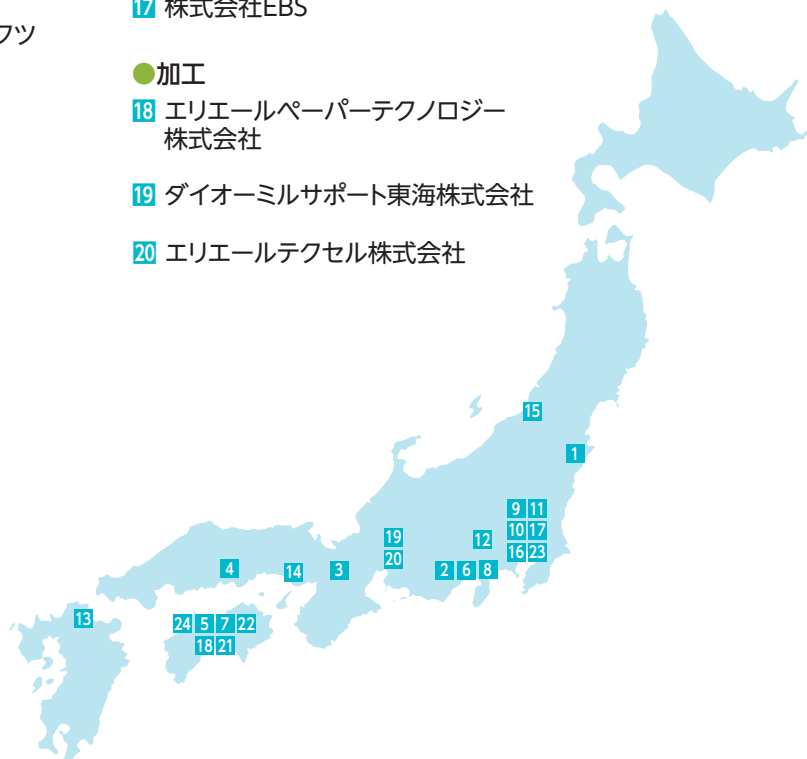 フツ
17 株式会社EBS
●加工
18 エリエールペーパーテクノロジー
株式会社
19 ダイオーミルサポート東海株式会社
20 エリエールテクセル株式会社
15
1
9 11
10 17
16 23
12
19
20
2 6 8
3
14
4
13
24 5 7 22
18 21